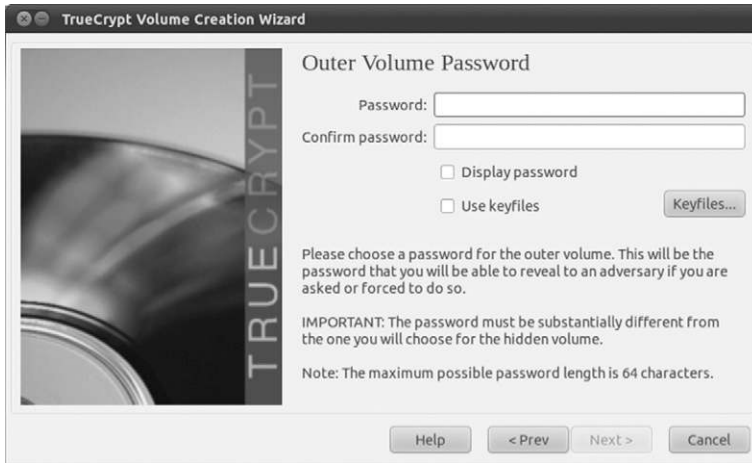 TrueCrypt Volume Creation Wizard
TRUECRYPT
Outer Volume Password
Password:
Confirm password:
Display password
Use keyfiles
Keyfiles...
Please choose a password for the outer volume. This will be the
password that you will be able to reveal to an adversary if you are
asked or forced to do so.
IMPORTANT: The password must be substantially different from
the one you will choose for the hidden volume.
Note: The maximum possible password length is 64 characters.
Help
< Prev
Next >
Cancel